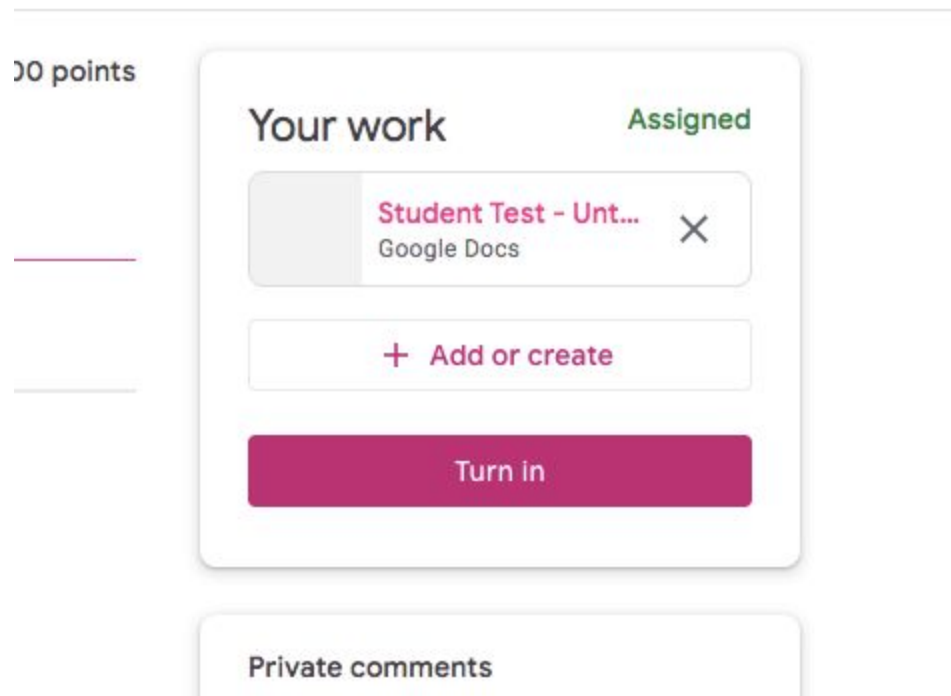 00 points
Your work
Assigned
Student Test - Unt...
Google Docs
+ Add or create
Turn in
Private comments